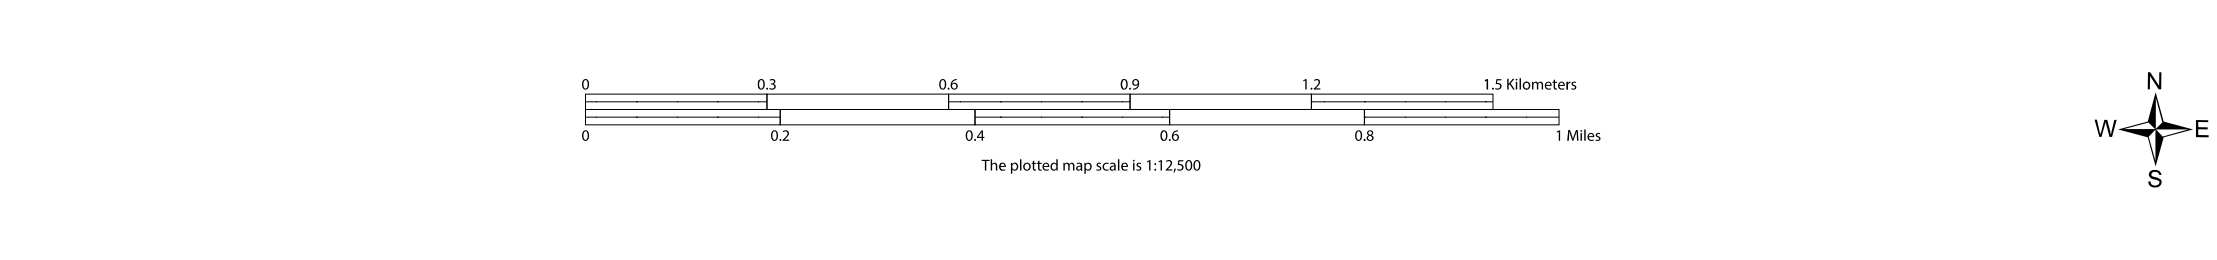 0 0.3 0.6 0.9 1.2 1.5 Kilometers
0 0.2 0.4 0.6 0.8 1 Miles
The plotted map scale is 1:12,500
N
W E
S